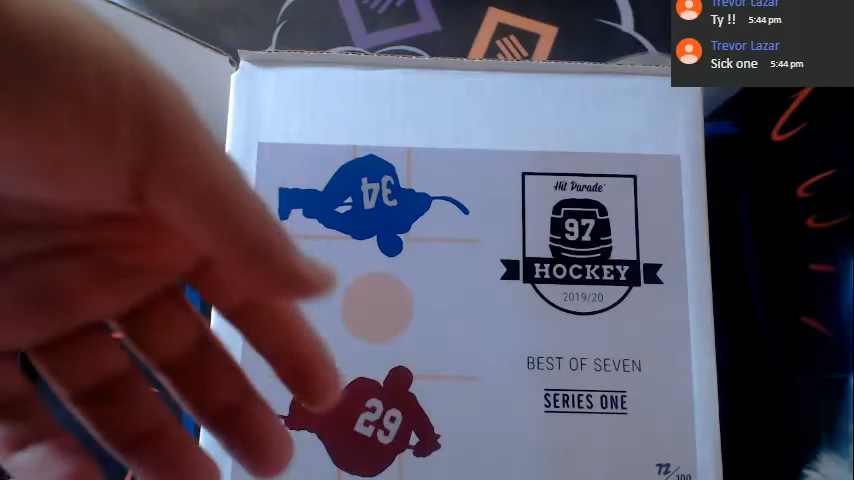 Trevor Lazar
Ty !! 5:44 pm
Trevor Lazar
Sick one 5:44 pm
34
Hit Parade
97
HOCKEY
2019/20
BEST OF SEVEN
SERIES ONE
29
72/100